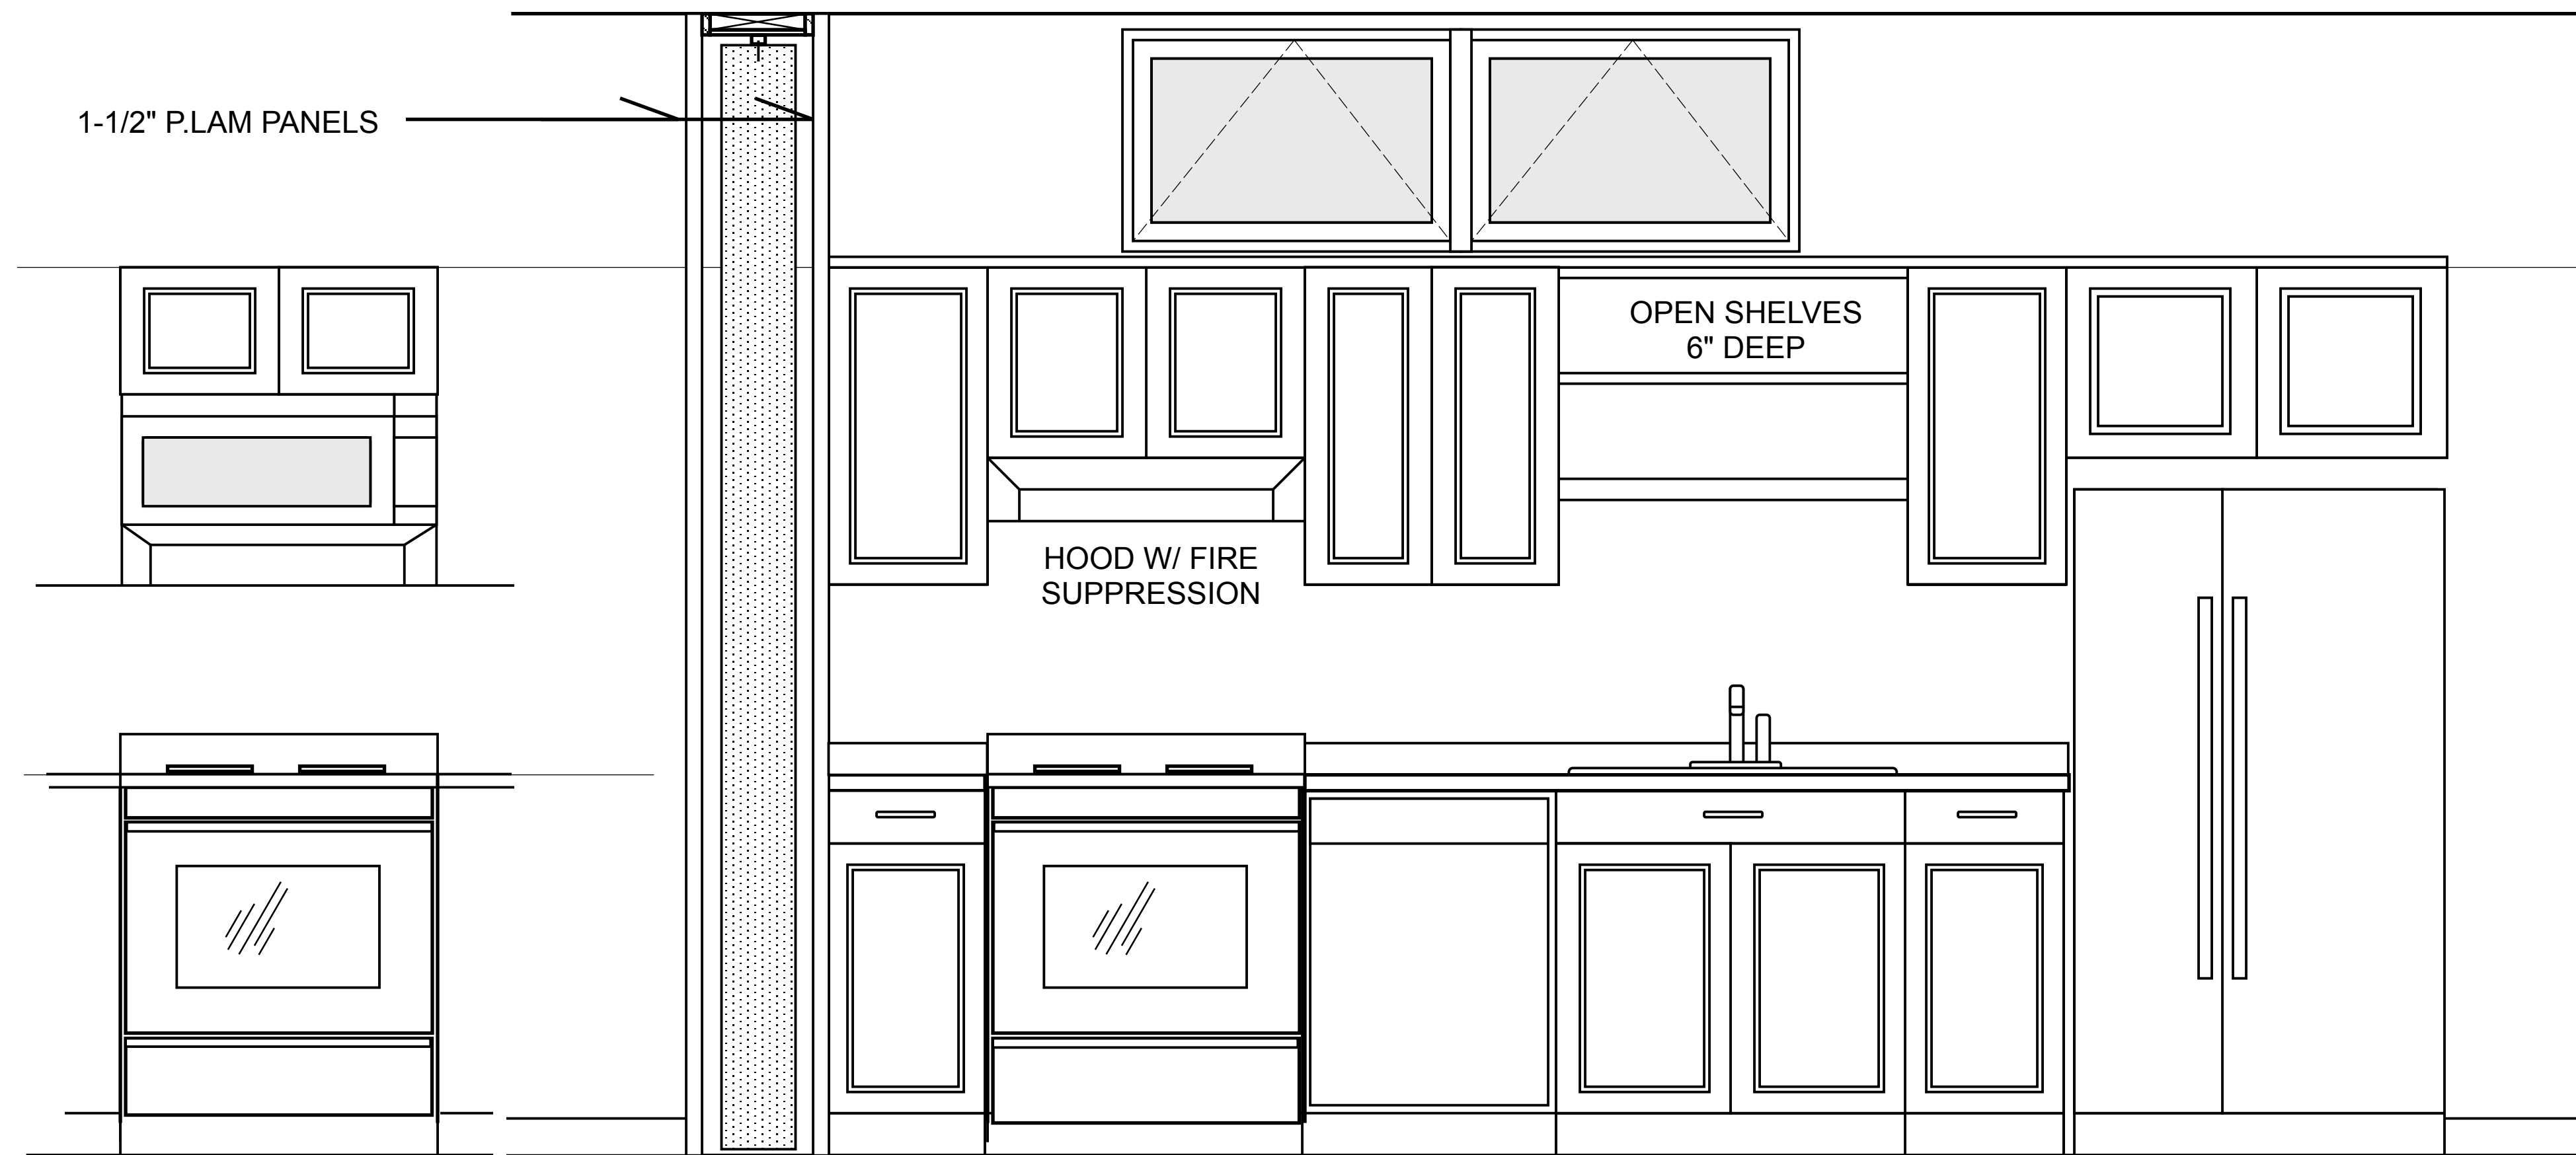 1-1/2" P.LAM PANELS
OPEN SHELVES
6" DEEP
HOOD W/ FIRE
SUPPRESSION